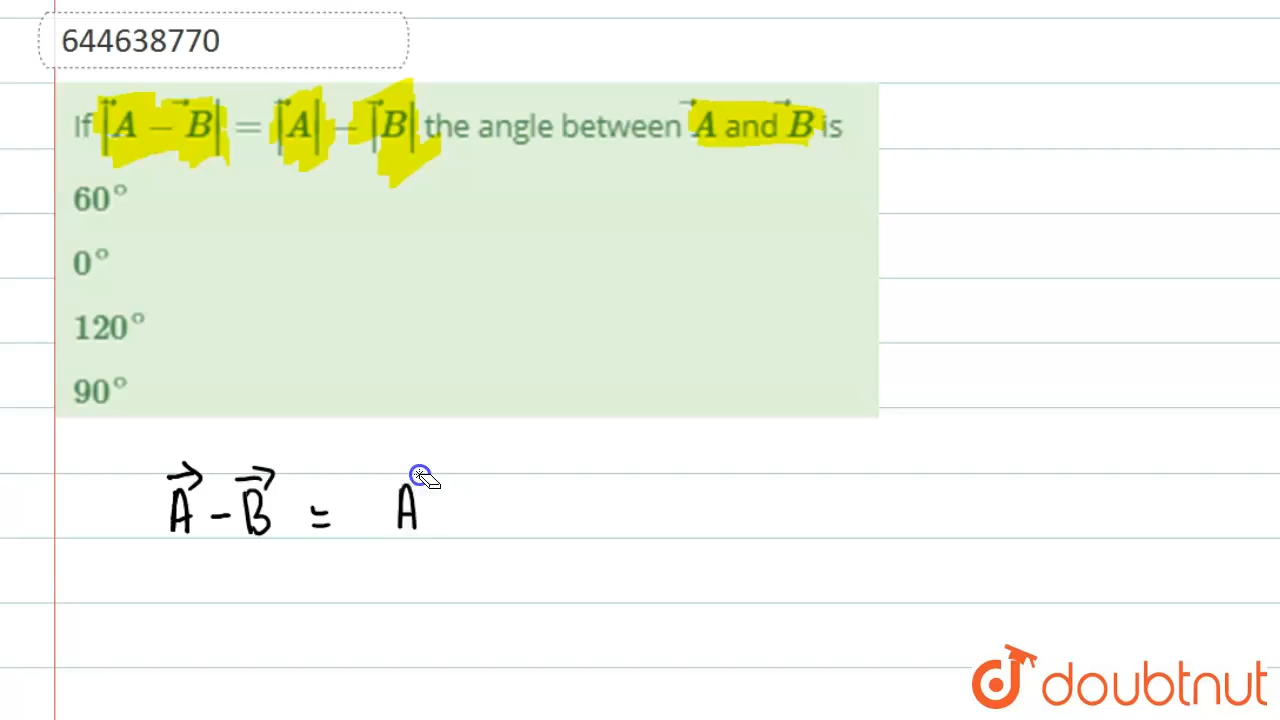 644638770
If |A⃗ − B⃗| = |A⃗| − |B⃗| the angle between A⃗ and B⃗ is
60°
0°
120°
90°
A⃗ − B⃗ = A
doubtnut